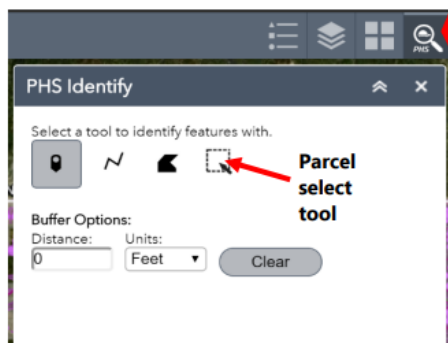 PHS
PHS Identify
Select a tool to identify features with.
Parcel
select
tool
Buffer Options:
Distance: Units:
0 Feet Clear